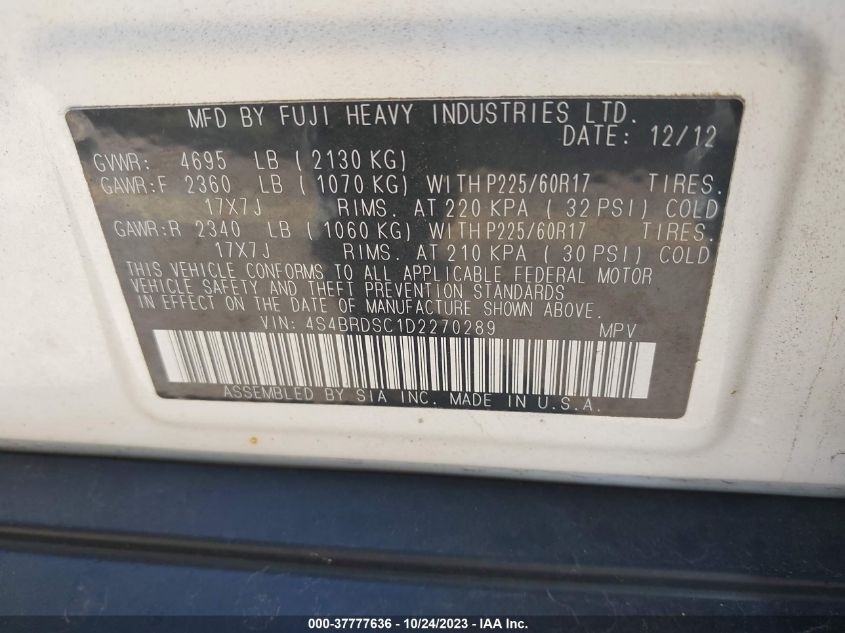 MFD BY FUJI HEAVY INDUSTRIES LTD.
DATE: 12/12
GVWR: 4695 LB ( 2130 KG)
GAWR:F 2360 LB ( 1070 KG) WITH P225/60R17 TIRES.
17X7J RIMS. AT 220 KPA ( 32 PSI) COLD
GAWR:R 2340 LB ( 1060 KG) WITH P225/60R17 TIRES.
17X7J RIMS. AT 210 KPA ( 30 PSI) COLD
THIS VEHICLE CONFORMS TO ALL APPLICABLE FEDERAL MOTOR
VEHICLE SAFETY AND THEFT PREVENTION STANDARDS
IN EFFECT ON THE DATE OF MANUFACTURE SHOWN ABOVE.
VIN: 4S4BRDSC1D2270289 MPV
ASSEMBLED BY SIA INC. MADE IN U.S.A.
000-37777636 - 10/24/2023 - IAA Inc.